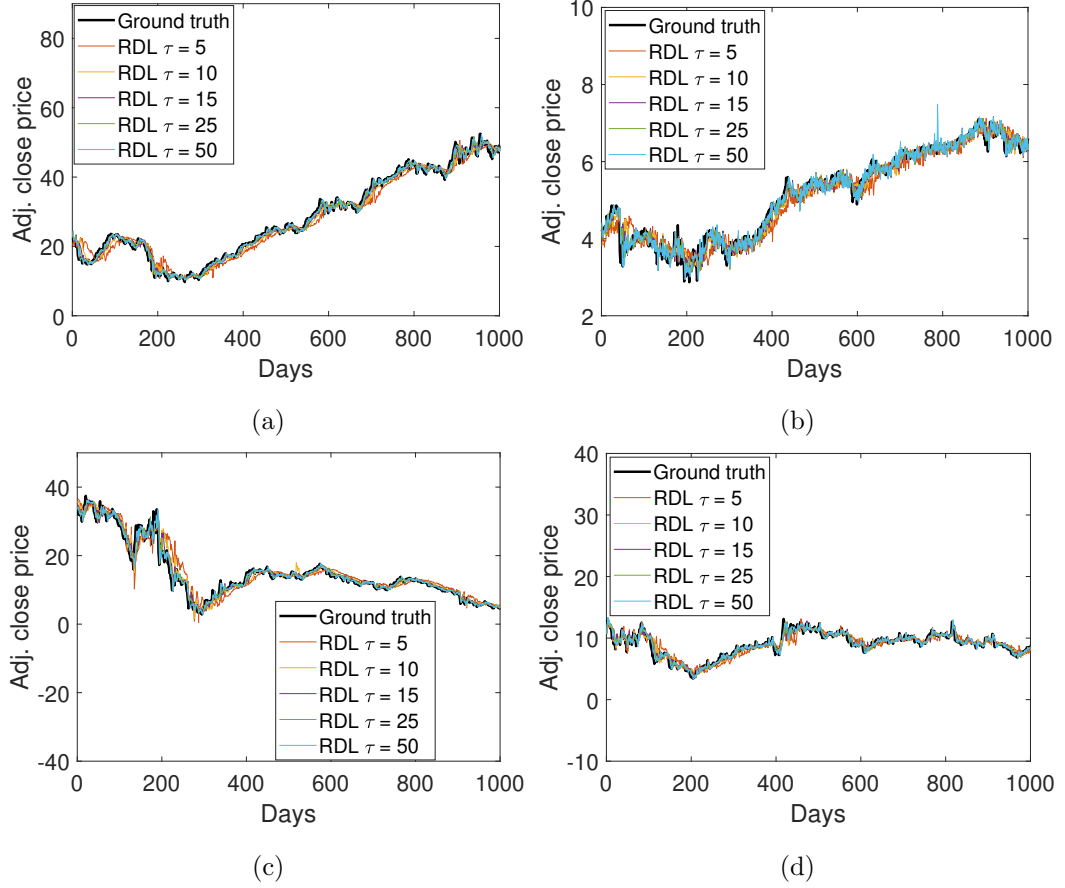 80
60
40
20
0
0 200 400 600 800 1000
Adj. close price
Days
Ground truth
RDL τ = 5
RDL τ = 10
RDL τ = 15
RDL τ = 25
RDL τ = 50
(a)
10
8
6
4
2
0 200 400 600 800 1000
Adj. close price
Days
Ground truth
RDL τ = 5
RDL τ = 10
RDL τ = 15
RDL τ = 25
RDL τ = 50
(b)
40
20
0
-20
-40
0 200 400 600 800 1000
Adj. close price
Days
Ground truth
RDL τ = 5
RDL τ = 10
RDL τ = 15
RDL τ = 25
RDL τ = 50
(c)
40
30
20
10
0
-10
0 200 400 600 800 1000
Adj. close price
Days
Ground truth
RDL τ = 5
RDL τ = 10
RDL τ = 15
RDL τ = 25
RDL τ = 50
(d)